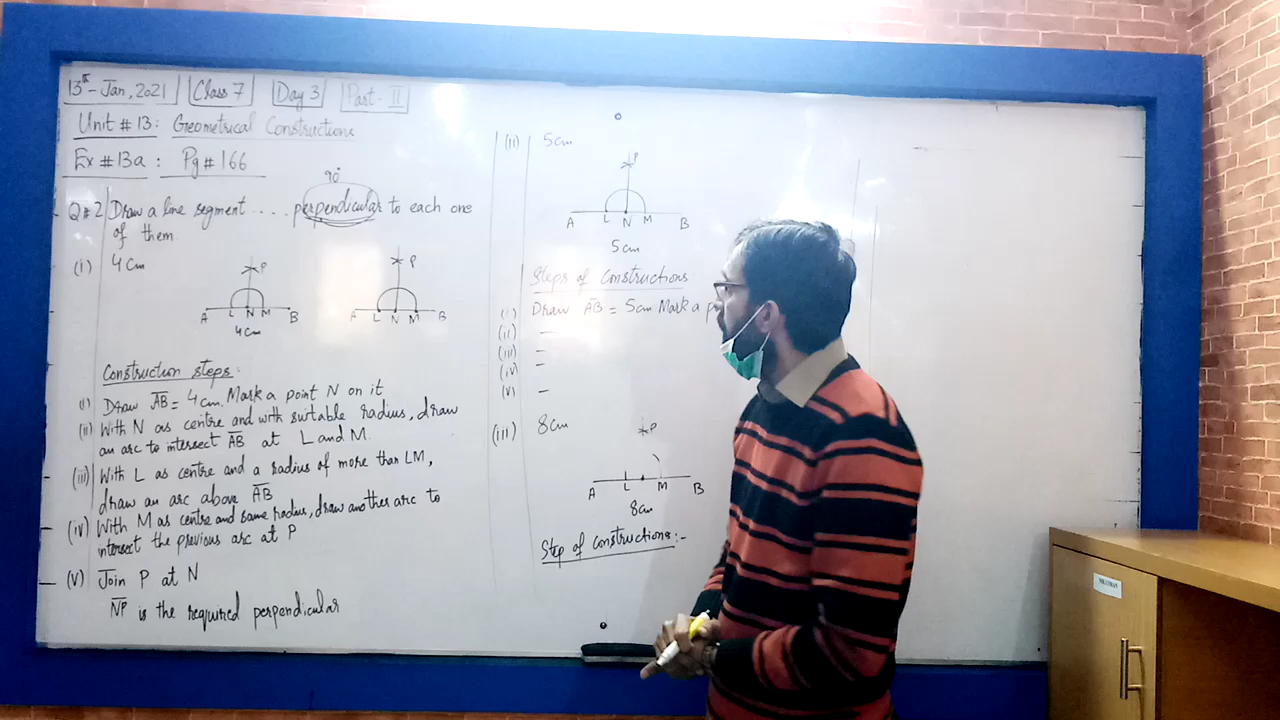 13th - Jan, 2021 Class 7 Day 3 Part - II
Unit # 13: Geometrical Constructions
Ex # 13a : Pg # 166
90°
Q#2 Draw a line segment .... perpendicular to each one
of them
(i) 4 cm
P
A L N M B
4cm
P
A L N M B
Construction steps:
(i) Draw AB = 4 cm. Mark a point N on it
(ii) With N as centre and with suitable radius, draw
an arc to intersect AB at L and M.
(iii) With L as centre and a radius of more than LM,
draw an arc above AB
(iv) With M as centre and same radius, draw another arc to
intersect the previous arc at P
(v) Join P at N
NP is the required perpendicular
(ii) 5cm
P
A L N M B
5cm
Steps of Constructions
(i) Draw AB = 5cm Mark a p
(ii) —
(iii) —
(iv) —
(v) —
(iii) 8cm
P
A L M B
8cm
Step of constructions:-